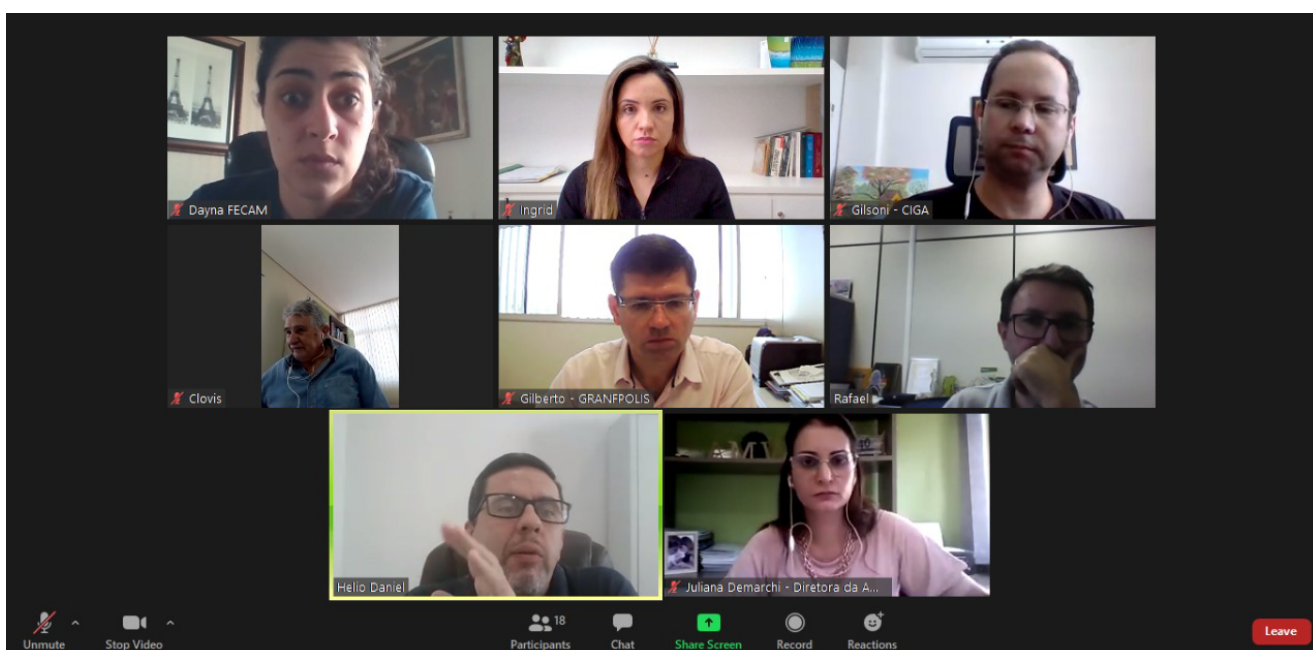 Dayna FECAM
Ingrid
Gilsoni - CIGA
Clovis
Gilberto - GRANFPOLIS
Rafael
Helio Daniel
Juliana Demarchi - Diretora da A...
Unmute
Stop Video
18
Participants
Chat
Share Screen
Record
Reactions
Leave